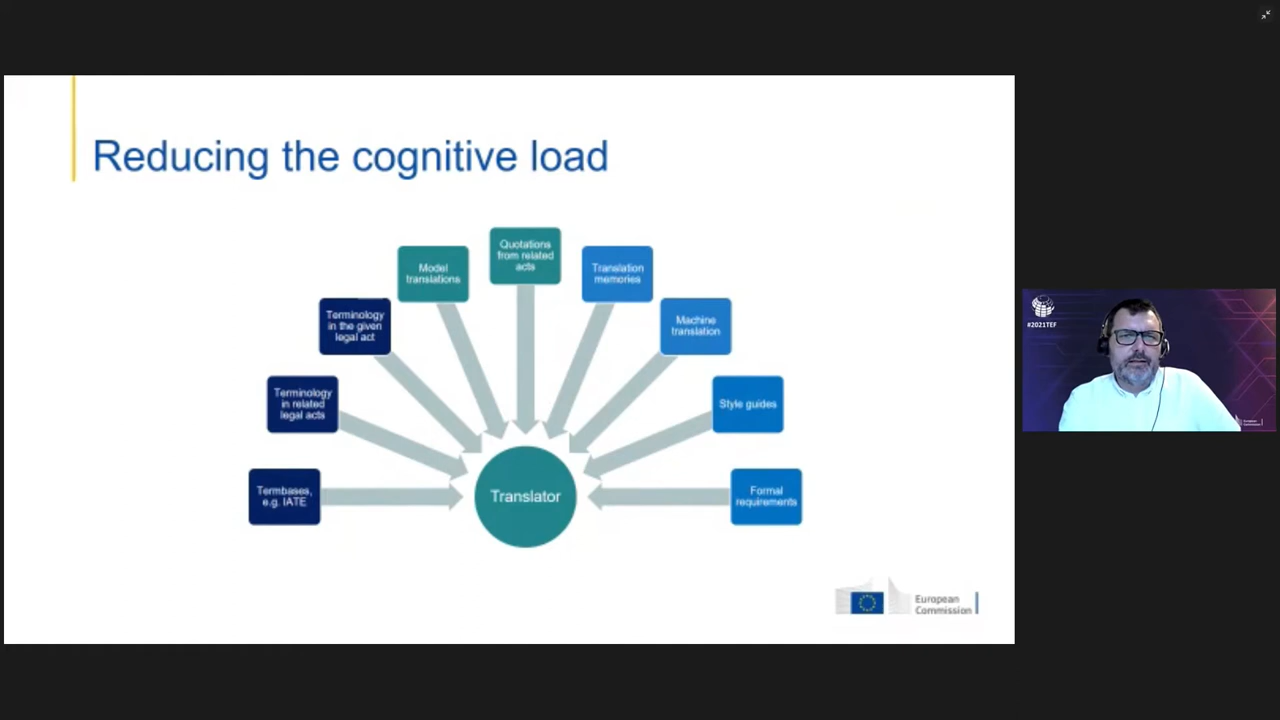 Reducing the cognitive load
Quotations
from related
acts
Model
translations
Translation
memories
Terminology
in the given
legal act
Machine
translation
Terminology
in related
legal acts
Style guides
Termbases,
e.g. IATE
Translator
Formal
requirements
European
Commission
#2021TEF